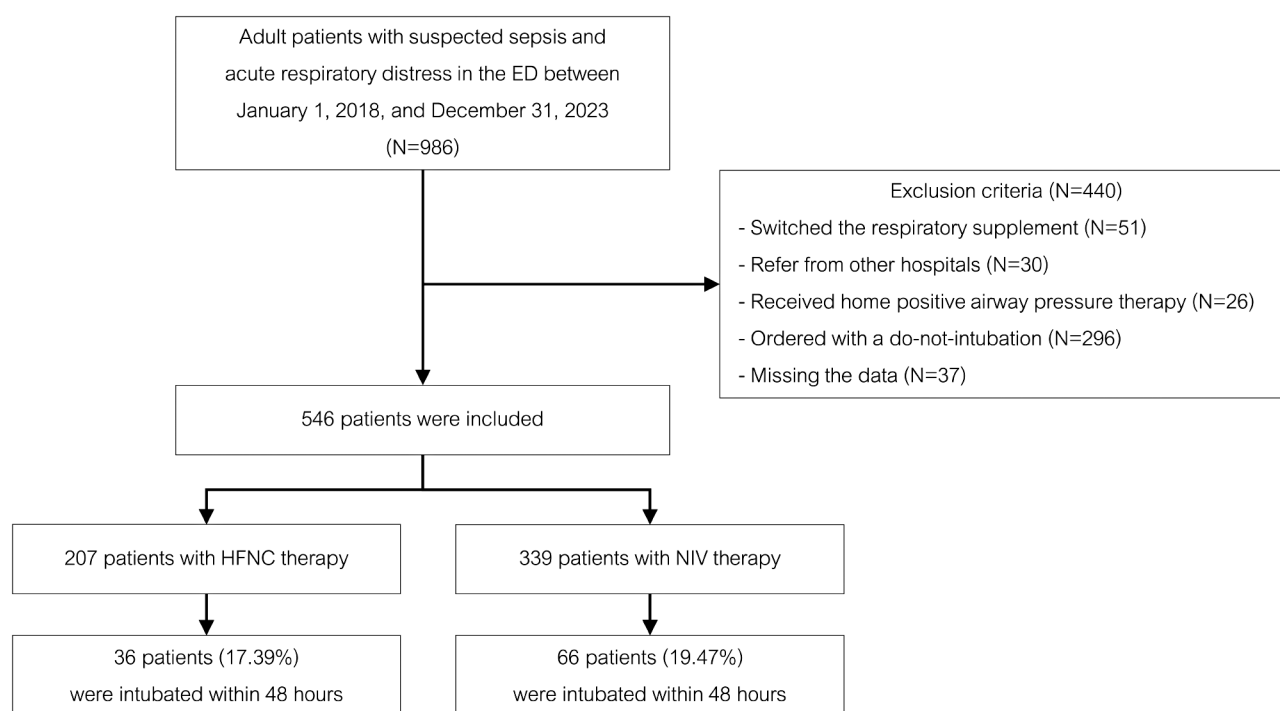 Adult patients with suspected sepsis and
acute respiratory distress in the ED between
January 1, 2018, and December 31, 2023
(N=986)
Exclusion criteria (N=440)
- Switched the respiratory supplement (N=51)
- Refer from other hospitals (N=30)
- Received home positive airway pressure therapy (N=26)
- Ordered with a do-not-intubation (N=296)
- Missing the data (N=37)
546 patients were included
207 patients with HFNC therapy
339 patients with NIV therapy
36 patients (17.39%)
were intubated within 48 hours
66 patients (19.47%)
were intubated within 48 hours